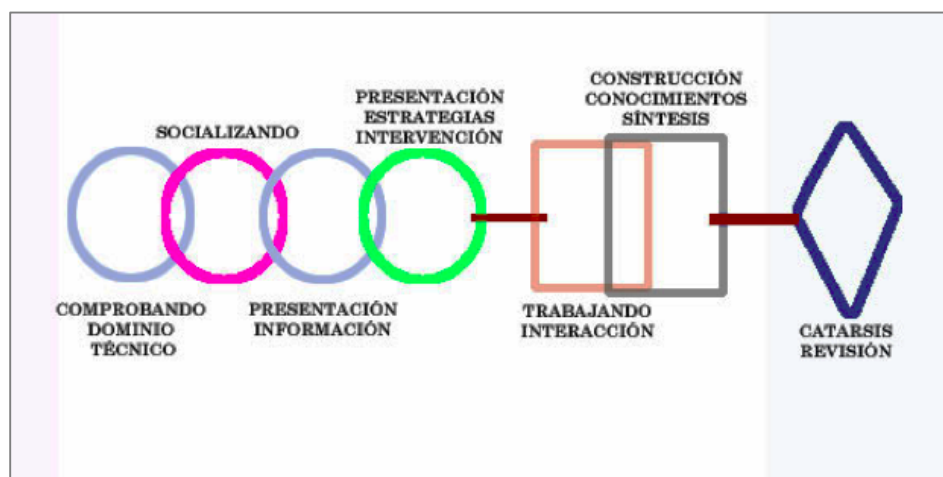 COMPROBANDO
DOMINIO
TÉCNICO
SOCIALIZANDO
PRESENTACIÓN
INFORMACIÓN
PRESENTACIÓN
ESTRATEGIAS
INTERVENCIÓN
TRABAJANDO
INTERACCIÓN
CONSTRUCCIÓN
CONOCIMIENTOS
SÍNTESIS
CATARSIS
REVISIÓN